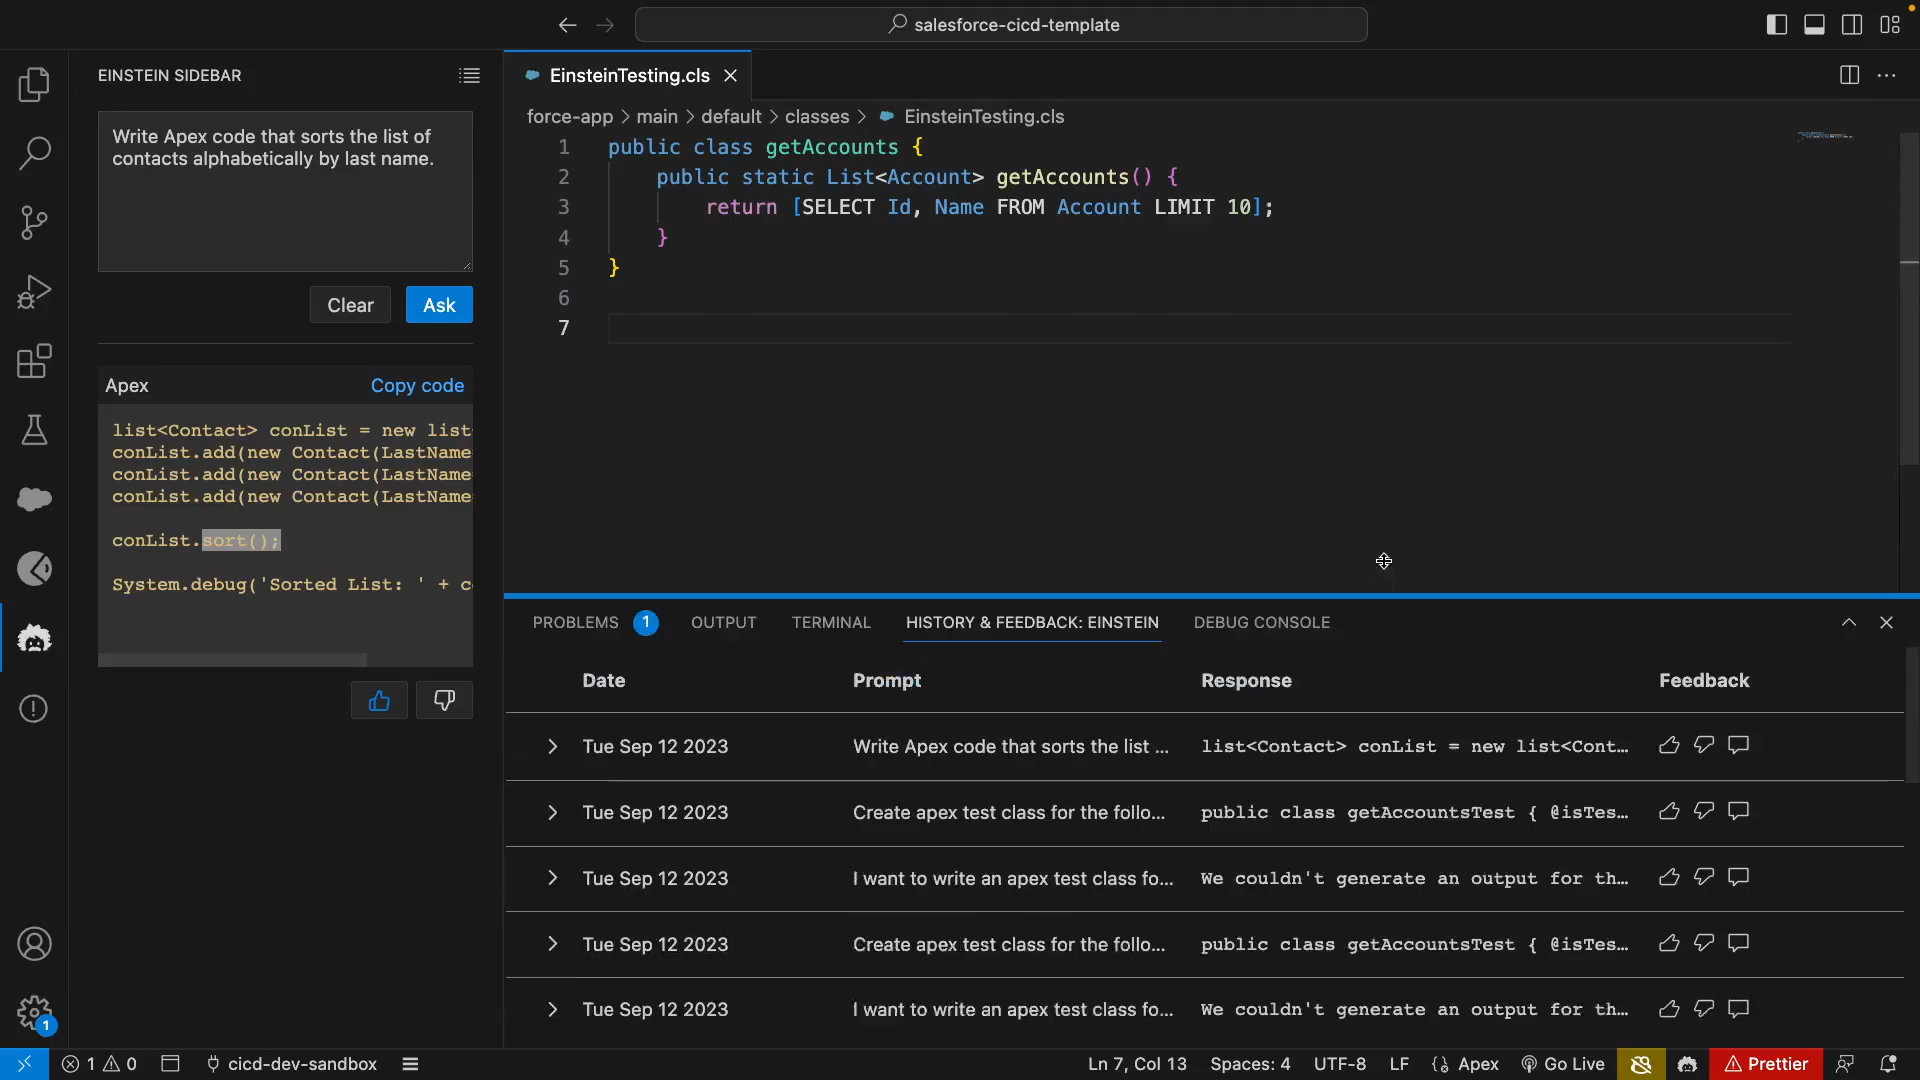 salesforce-cicd-template
EINSTEIN SIDEBAR
Write Apex code that sorts the list of
contacts alphabetically by last name.
Clear
Ask
Apex
Copy code
list<Contact> conList = new list
conList.add(new Contact(LastName
conList.add(new Contact(LastName
conList.add(new Contact(LastName
conList.sort();
System.debug('Sorted List: ' + c
EinsteinTesting.cls
force-app > main > default > classes > EinsteinTesting.cls
1 public class getAccounts {
2 public static List<Account> getAccounts() {
3 return [SELECT Id, Name FROM Account LIMIT 10];
4 }
5 }
6
7
PROBLEMS 1 OUTPUT TERMINAL HISTORY & FEEDBACK: EINSTEIN DEBUG CONSOLE
Date Prompt Response Feedback
Tue Sep 12 2023 Write Apex code that sorts the list ... list<Contact> conList = new list<Cont...
Tue Sep 12 2023 Create apex test class for the follo... public class getAccountsTest { @isTes...
Tue Sep 12 2023 I want to write an apex test class fo... We couldn't generate an output for th...
Tue Sep 12 2023 Create apex test class for the follo... public class getAccountsTest { @isTes...
Tue Sep 12 2023 I want to write an apex test class fo... We couldn't generate an output for th...
1
1 0 cicd-dev-sandbox Ln 7, Col 13 Spaces: 4 UTF-8 LF {} Apex Go Live Prettier